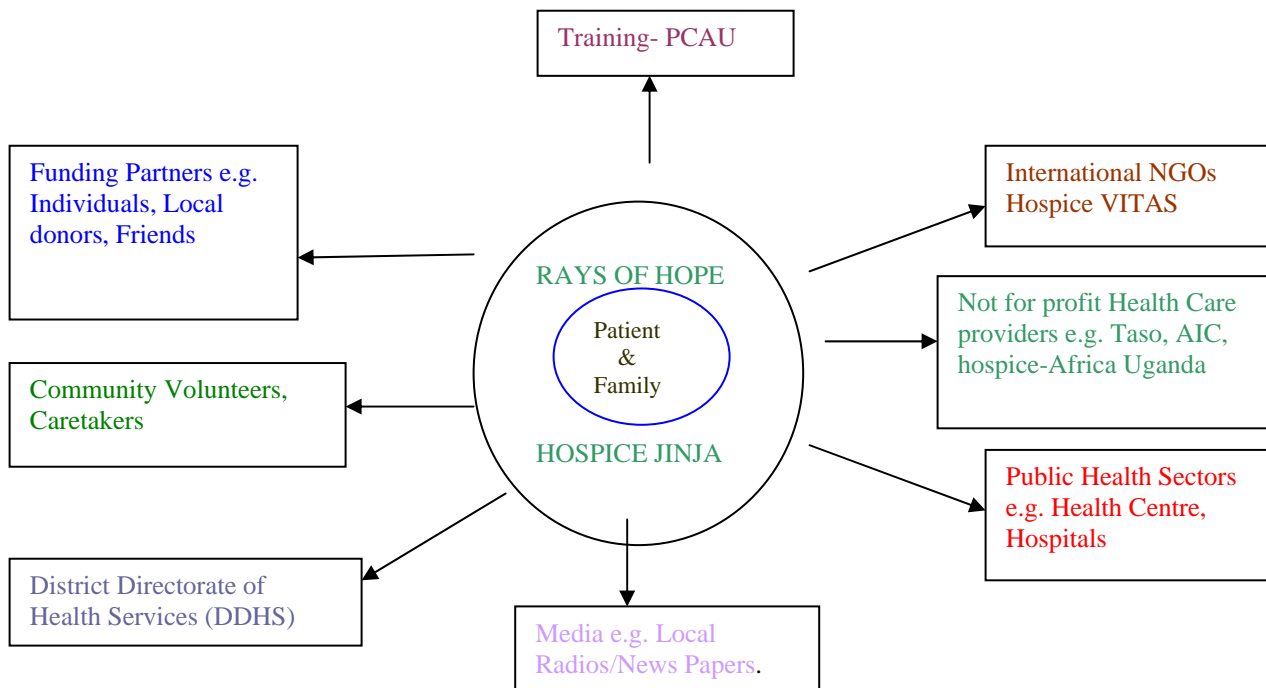 Training- PCAU
Funding Partners e.g.
Individuals, Local
donors, Friends
International NGOs
Hospice VITAS
RAYS OF HOPE
Patient
&
Family
HOSPICE JINJA
Not for profit Health Care
providers e.g. Taso, AIC,
hospice-Africa Uganda
Community Volunteers,
Caretakers
Public Health Sectors
e.g. Health Centre,
Hospitals
District Directorate of
Health Services (DDHS)
Media e.g. Local
Radios/News Papers.